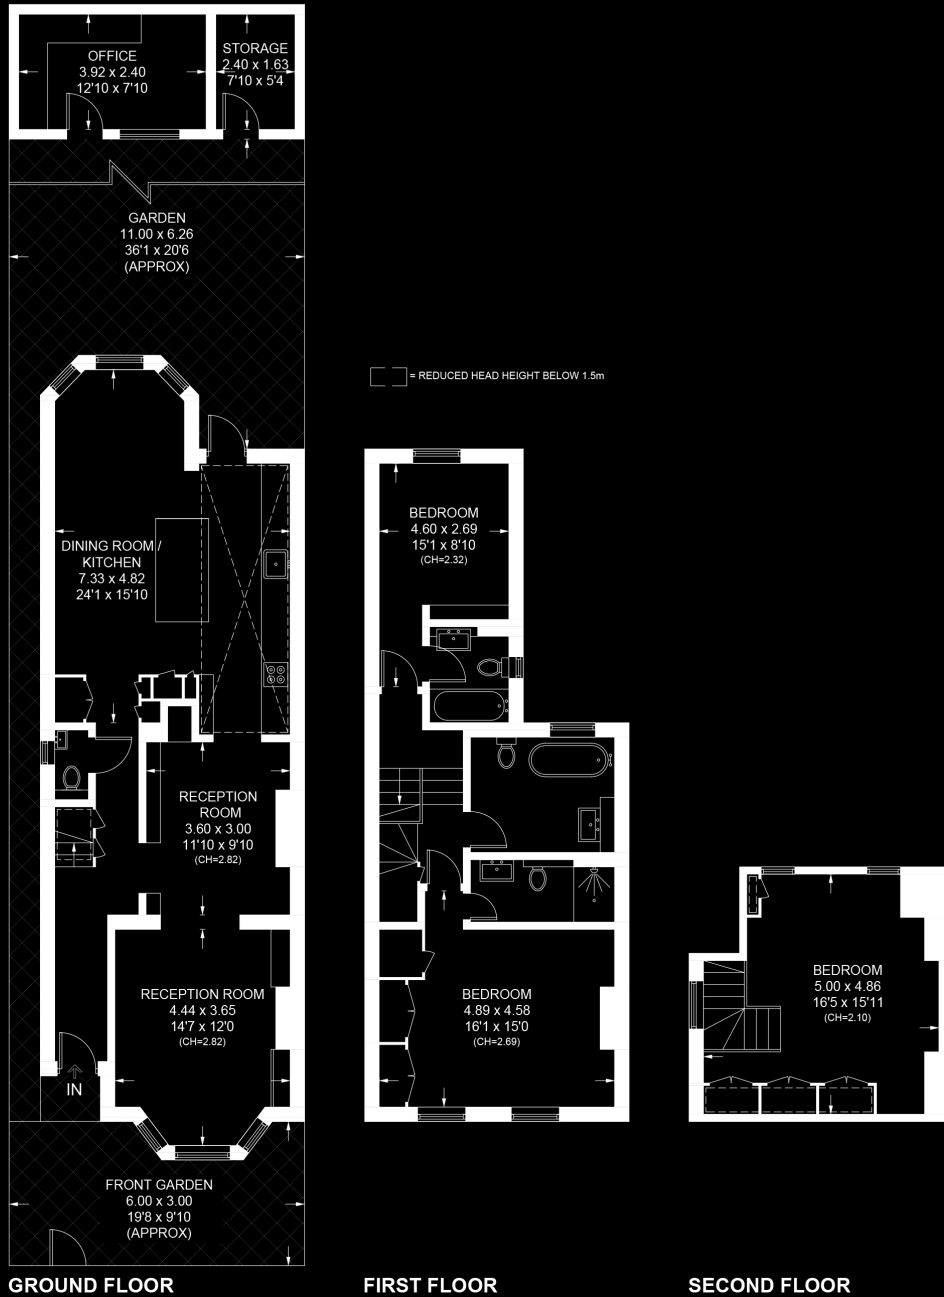 OFFICE
3.92 x 2.40
12'10 x 7'10
STORAGE
2.40 x 1.63
7'10 x 5'4
GARDEN
11.00 x 6.26
36'1 x 20'6
(APPROX)
= REDUCED HEAD HEIGHT BELOW 1.5m
DINING ROOM /
KITCHEN
7.33 x 4.82
24'1 x 15'10
RECEPTION
ROOM
3.60 x 3.00
11'10 x 9'10
(CH=2.82)
RECEPTION ROOM
4.44 x 3.65
14'7 x 12'0
(CH=2.82)
IN
FRONT GARDEN
6.00 x 3.00
19'8 x 9'10
(APPROX)
GROUND FLOOR
BEDROOM
4.60 x 2.69
15'1 x 8'10
(CH=2.32)
BEDROOM
4.89 x 4.58
16'1 x 15'0
(CH=2.69)
FIRST FLOOR
BEDROOM
5.00 x 4.86
16'5 x 15'11
(CH=2.10)
SECOND FLOOR